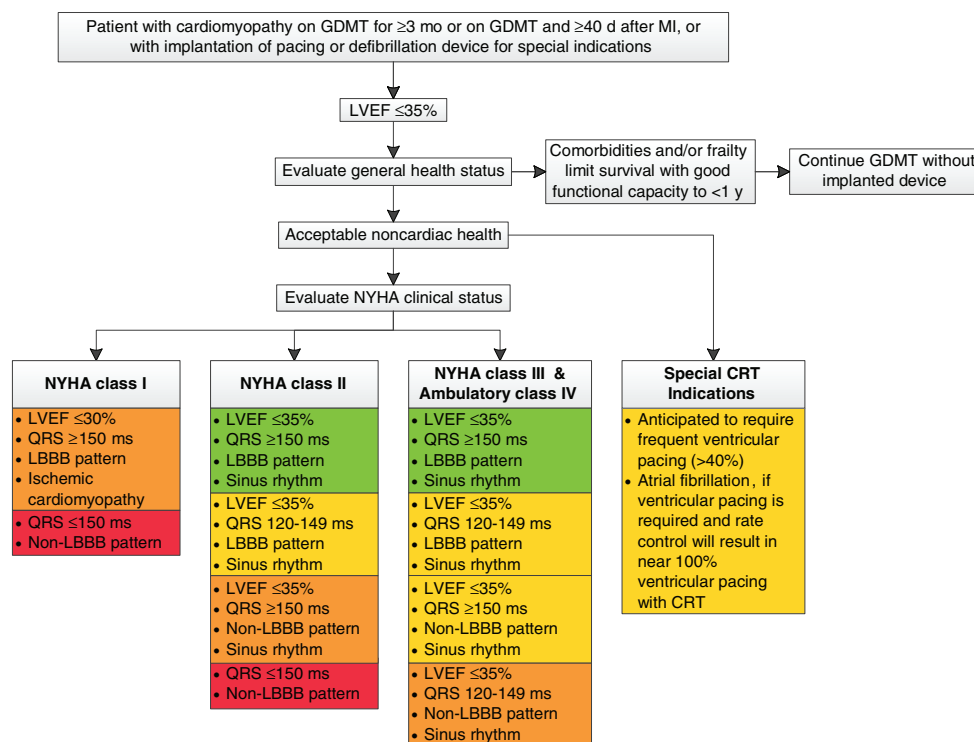 Patient with cardiomyopathy on GDMT for ≥3 mo or on GDMT and ≥40 d after MI, or
with implantation of pacing or defibrillation device for special indications
LVEF ≤35%
Evaluate general health status
Comorbidities and/or frailty
limit survival with good
functional capacity to <1 y
Continue GDMT without
implanted device
Acceptable noncardiac health
Evaluate NYHA clinical status
NYHA class I
• LVEF ≤30%
• QRS ≥150 ms
• LBBB pattern
• Ischemic
cardiomyopathy
• QRS ≤150 ms
• Non-LBBB pattern
NYHA class II
• LVEF ≤35%
• QRS ≥150 ms
• LBBB pattern
• Sinus rhythm
• LVEF ≤35%
• QRS 120-149 ms
• LBBB pattern
• Sinus rhythm
• LVEF ≤35%
• QRS ≥150 ms
• Non-LBBB pattern
• Sinus rhythm
• QRS ≤150 ms
• Non-LBBB pattern
NYHA class III &
Ambulatory class IV
• LVEF ≤35%
• QRS ≥150 ms
• LBBB pattern
• Sinus rhythm
• LVEF ≤35%
• QRS 120-149 ms
• LBBB pattern
• Sinus rhythm
• LVEF ≤35%
• QRS ≥150 ms
• Non-LBBB pattern
• Sinus rhythm
• LVEF ≤35%
• QRS 120-149 ms
• Non-LBBB pattern
• Sinus rhythm
Special CRT
Indications
• Anticipated to require
frequent ventricular
pacing (>40%)
• Atrial fibrillation, if
ventricular pacing is
required and rate
control will result in
near 100%
ventricular pacing
with CRT